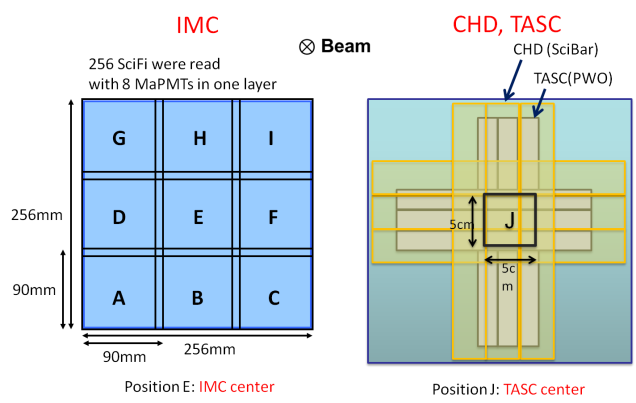 IMC
CHD, TASC
⊗ Beam
CHD (SciBar)
TASC(PWO)
256 SciFi were read
with 8 MaPMTs in one layer
G H I
D E F
A B C
256mm
90mm
90mm
256mm
J
5cm
5c
m
Position E: IMC center
Position J: TASC center